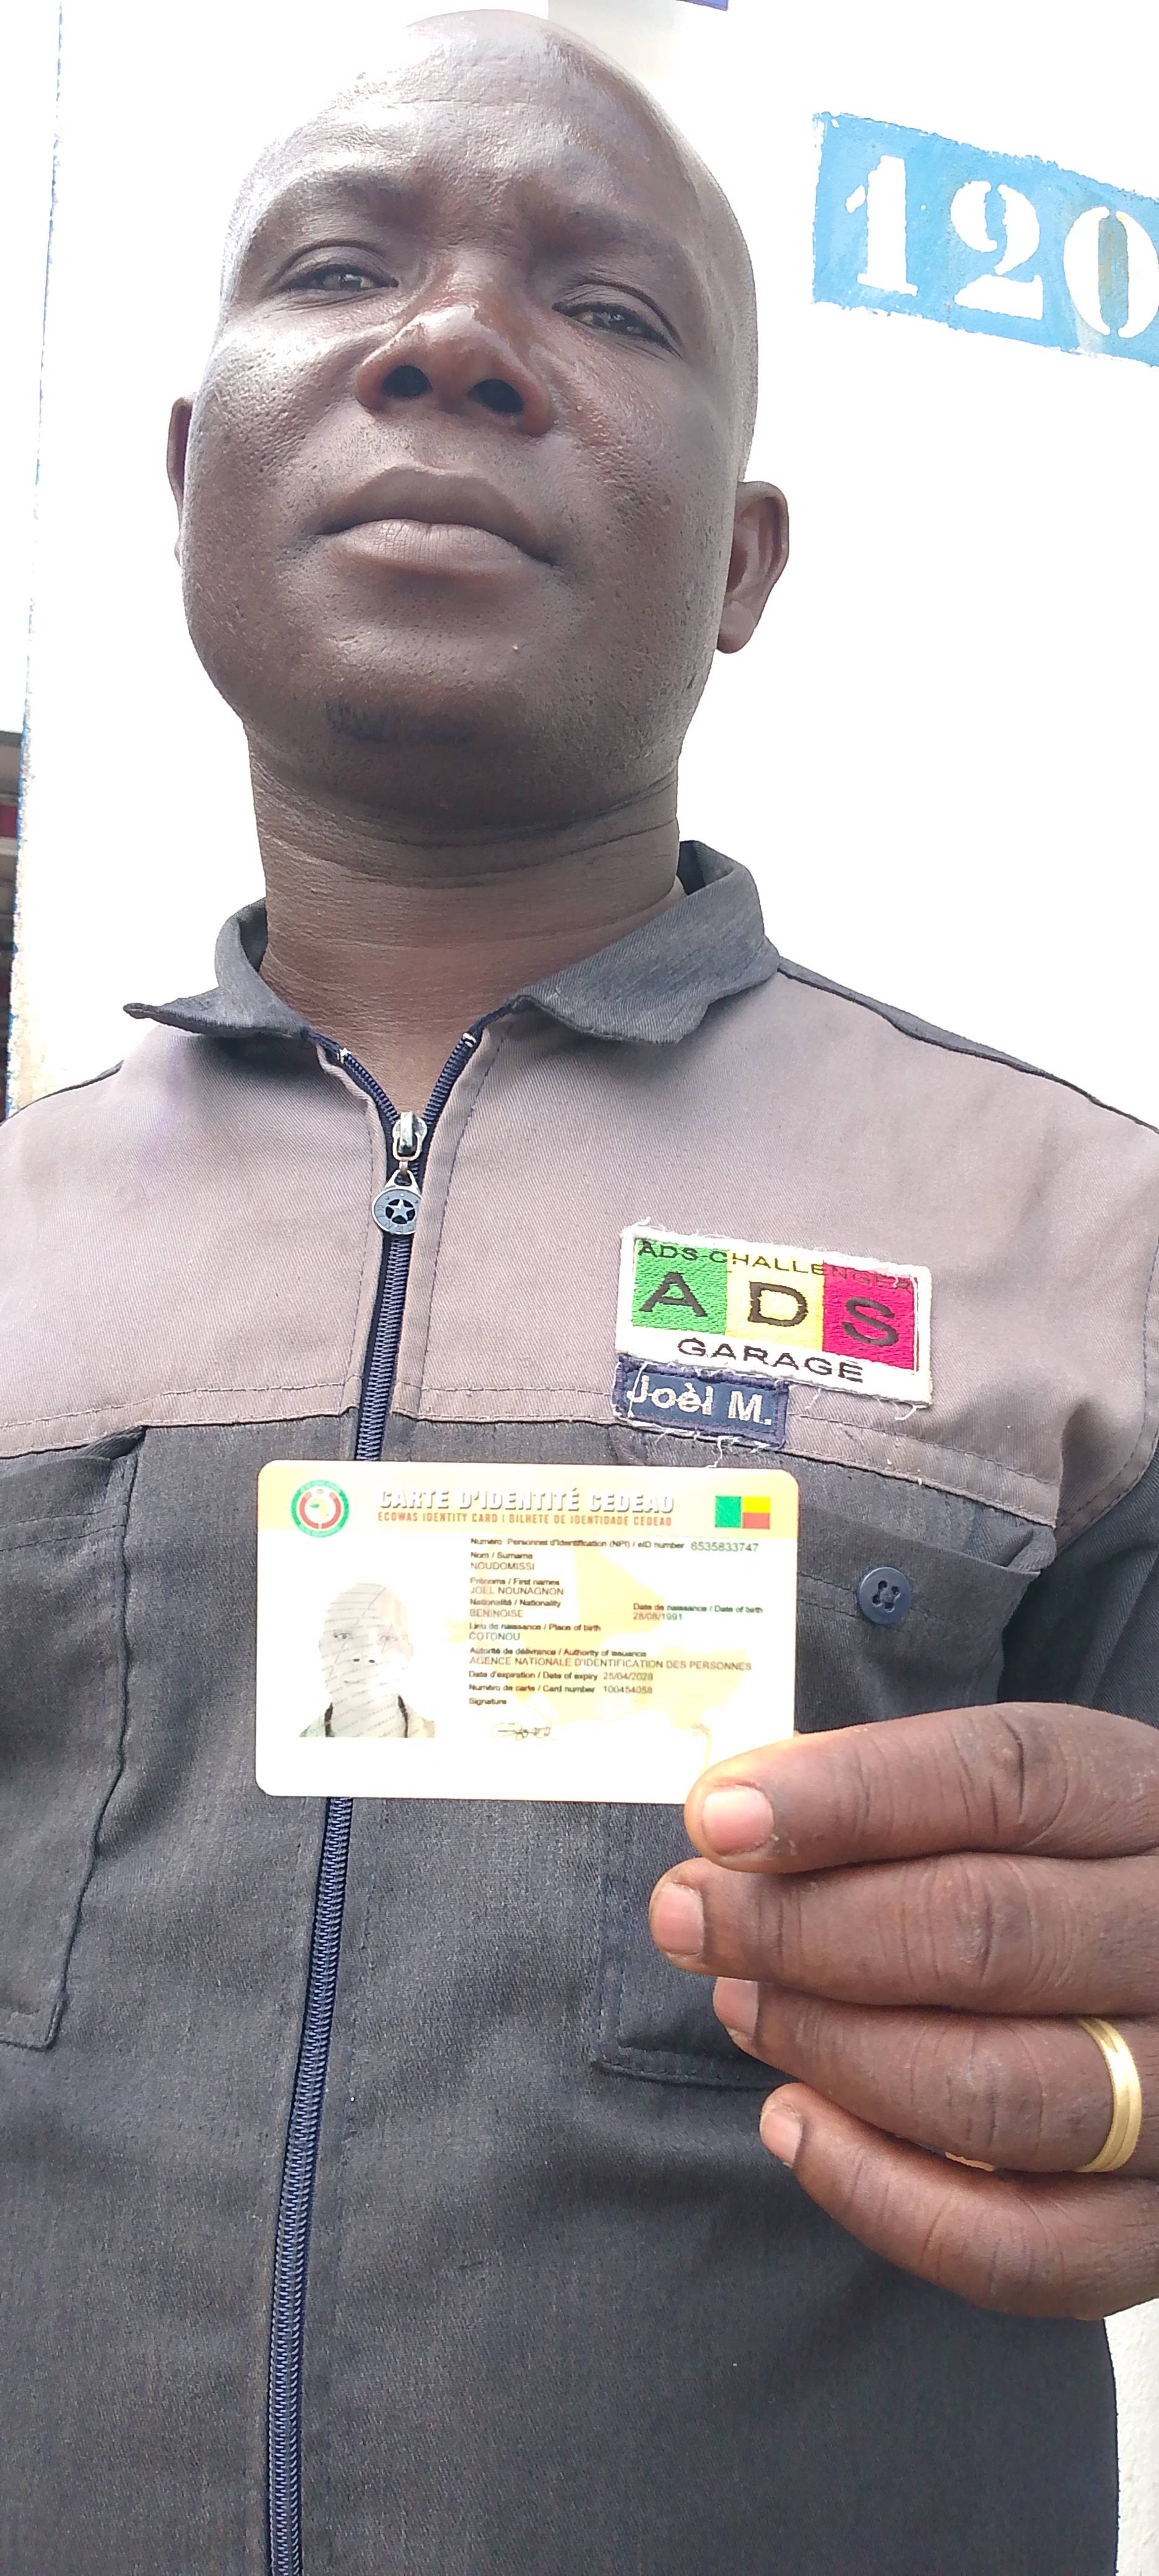 120
ADS-CHALLENGER
A D S
GARAGE
Joèl M.
CARTE D'IDENTITÉ CEDEAO
ECOWAS IDENTITY CARD | BILHETE DE IDENTIDADE CEDEAO
Numéro Personnel d'Identification (NPI) / eID number 6535833747
Nom / Surname
NOUDOMISSI
Prénoms / First names
JOEL NOUNAGNON
Nationalité / Nationality
BENINOISE
Date de naissance / Date of birth
28/08/1991
Lieu de naissance / Place of birth
COTONOU
Autorité de délivrance / Authority of issuance
AGENCE NATIONALE D'IDENTIFICATION DES PERSONNES
Date d'expiration / Date of expiry 25/04/2028
Numéro de carte / Card number 100454058
Signature